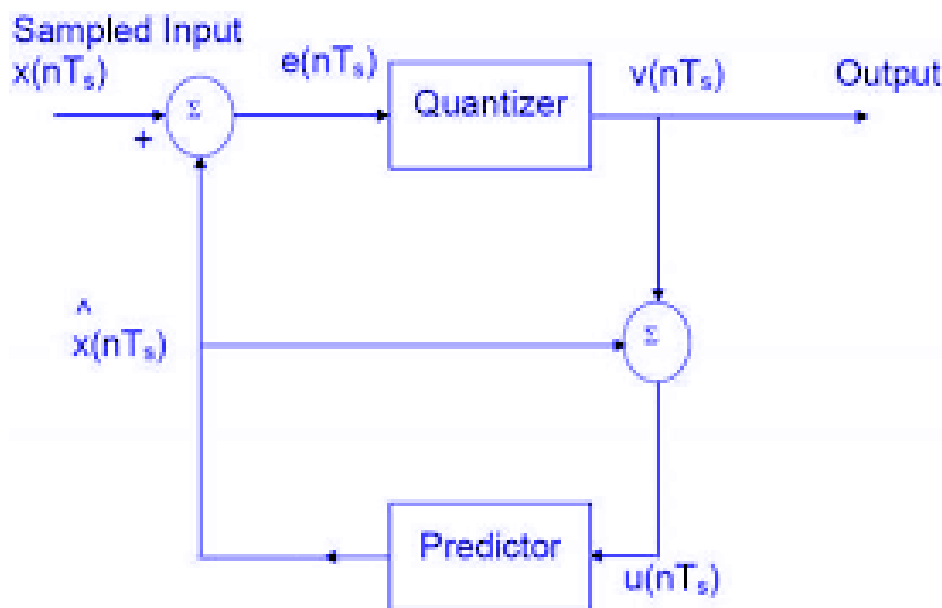 Sampled Input
x(nTₛ)
e(nTₛ)
v(nTₛ)
Output
Σ
+
Quantizer
^
x(nTₛ)
Σ
Predictor
u(nTₛ)